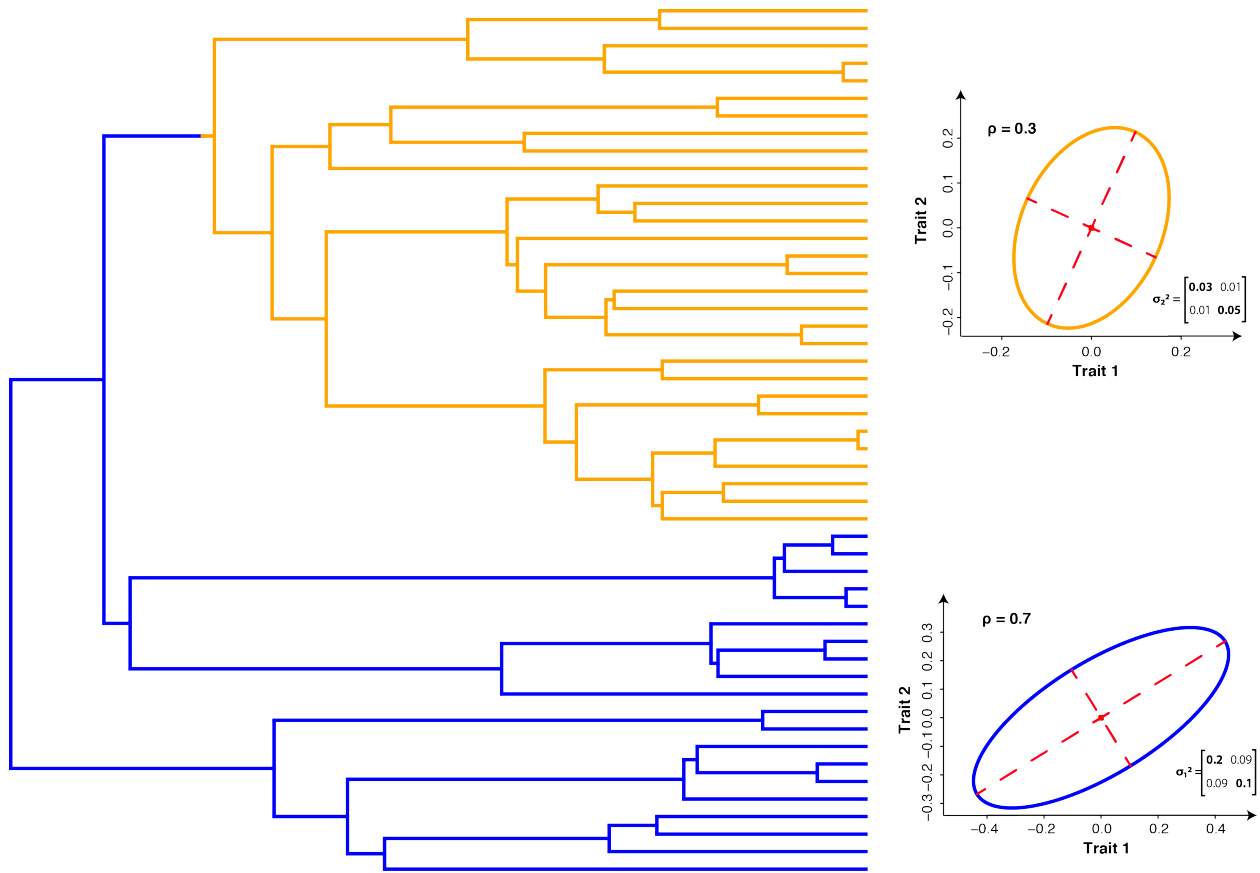 ρ = 0.3
Trait 2
0.2
0.1
0.0
−0.1
−0.2
σ₂² = [0.03 0.01
0.01 0.05]
−0.2 0.0 0.2
Trait 1
ρ = 0.7
Trait 2
0.3
0.2
0.1
0.0
−0.1
−0.2
−0.3
σ₁² = [0.2 0.09
0.09 0.1]
−0.4 −0.2 0.0 0.2 0.4
Trait 1